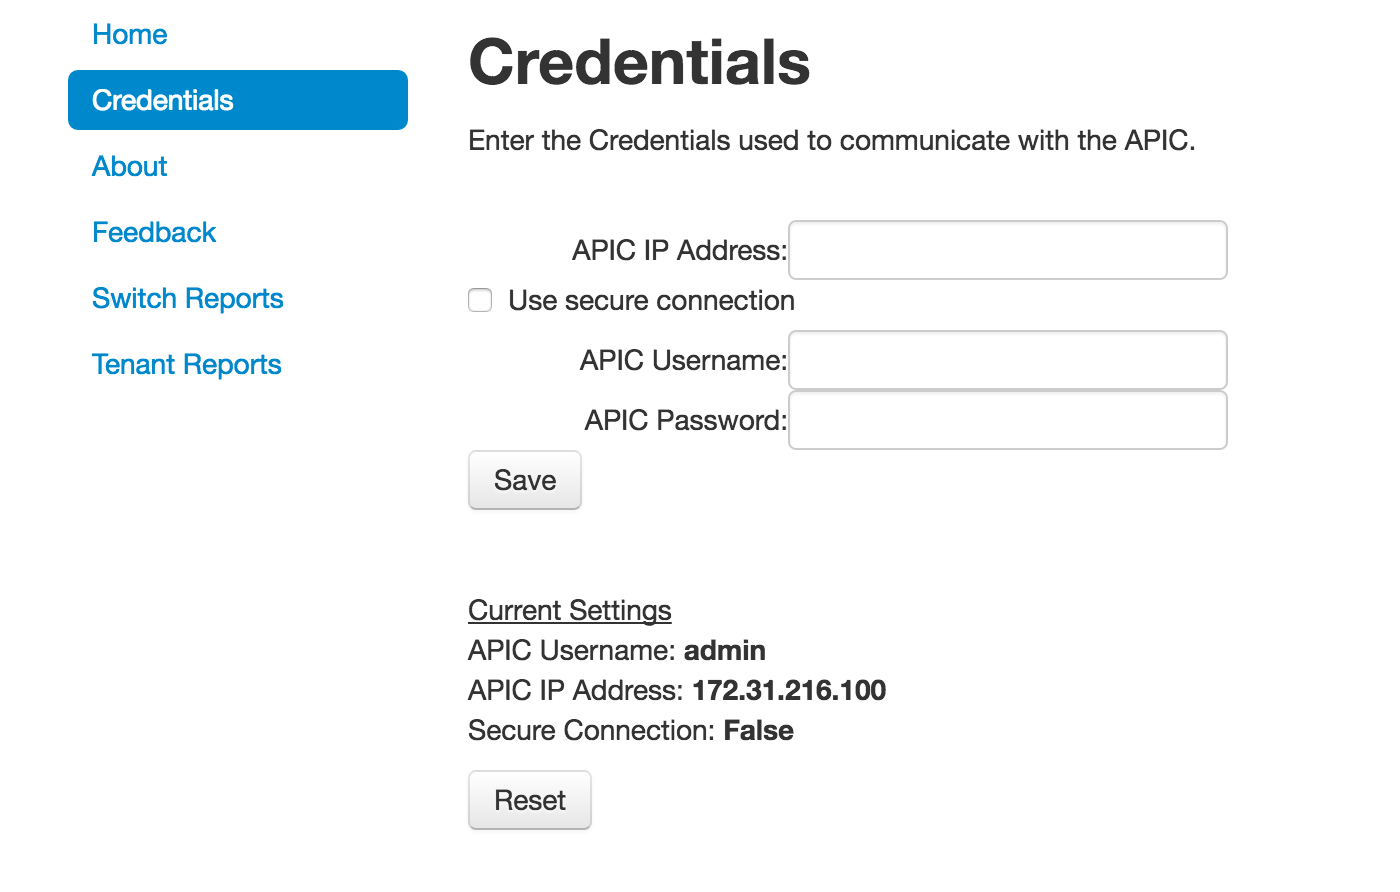 Home
Credentials
About
Feedback
Switch Reports
Tenant Reports
Credentials
Enter the Credentials used to communicate with the APIC.
APIC IP Address:
Use secure connection
APIC Username:
APIC Password:
Save
Current Settings
APIC Username: admin
APIC IP Address: 172.31.216.100
Secure Connection: False
Reset